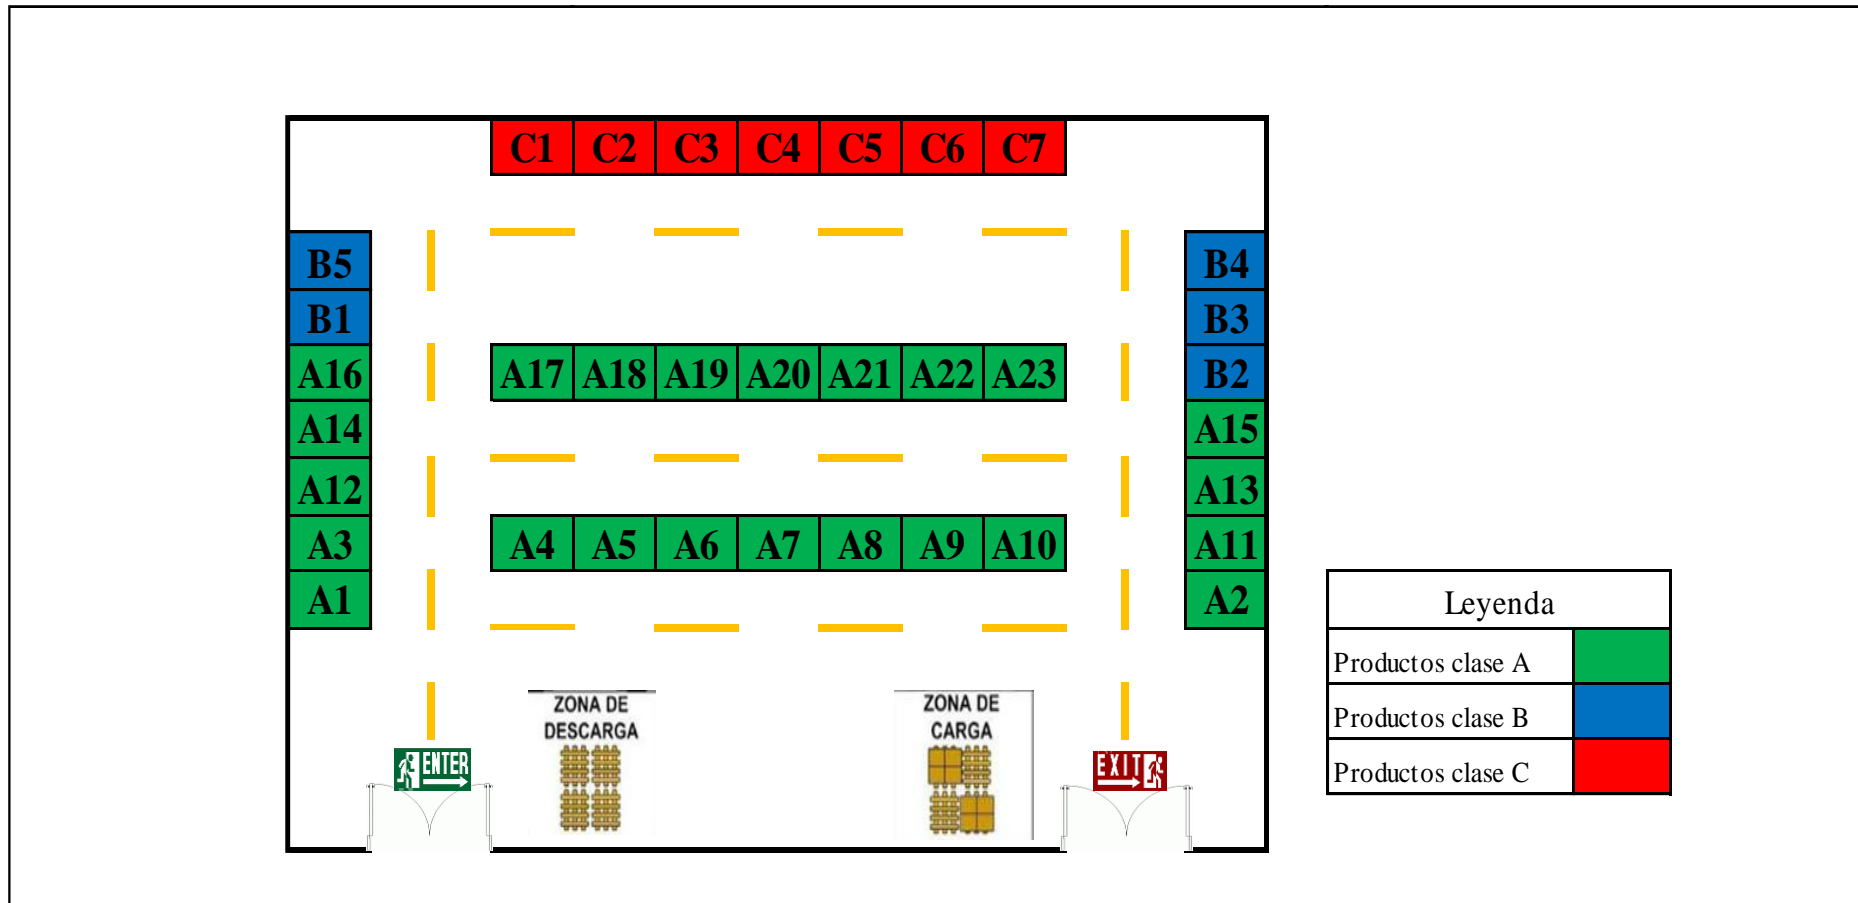 C1 C2 C3 C4 C5 C6 C7
B5 B4
B1 B3
A16 A17 A18 A19 A20 A21 A22 A23 B2
A14 A15
A12 A13
A3 A4 A5 A6 A7 A8 A9 A10 A11
A1 A2
Leyenda
Productos clase A
Productos clase B
Productos clase C
ZONA DE
DESCARGA
ZONA DE
CARGA
ENTER
EXIT